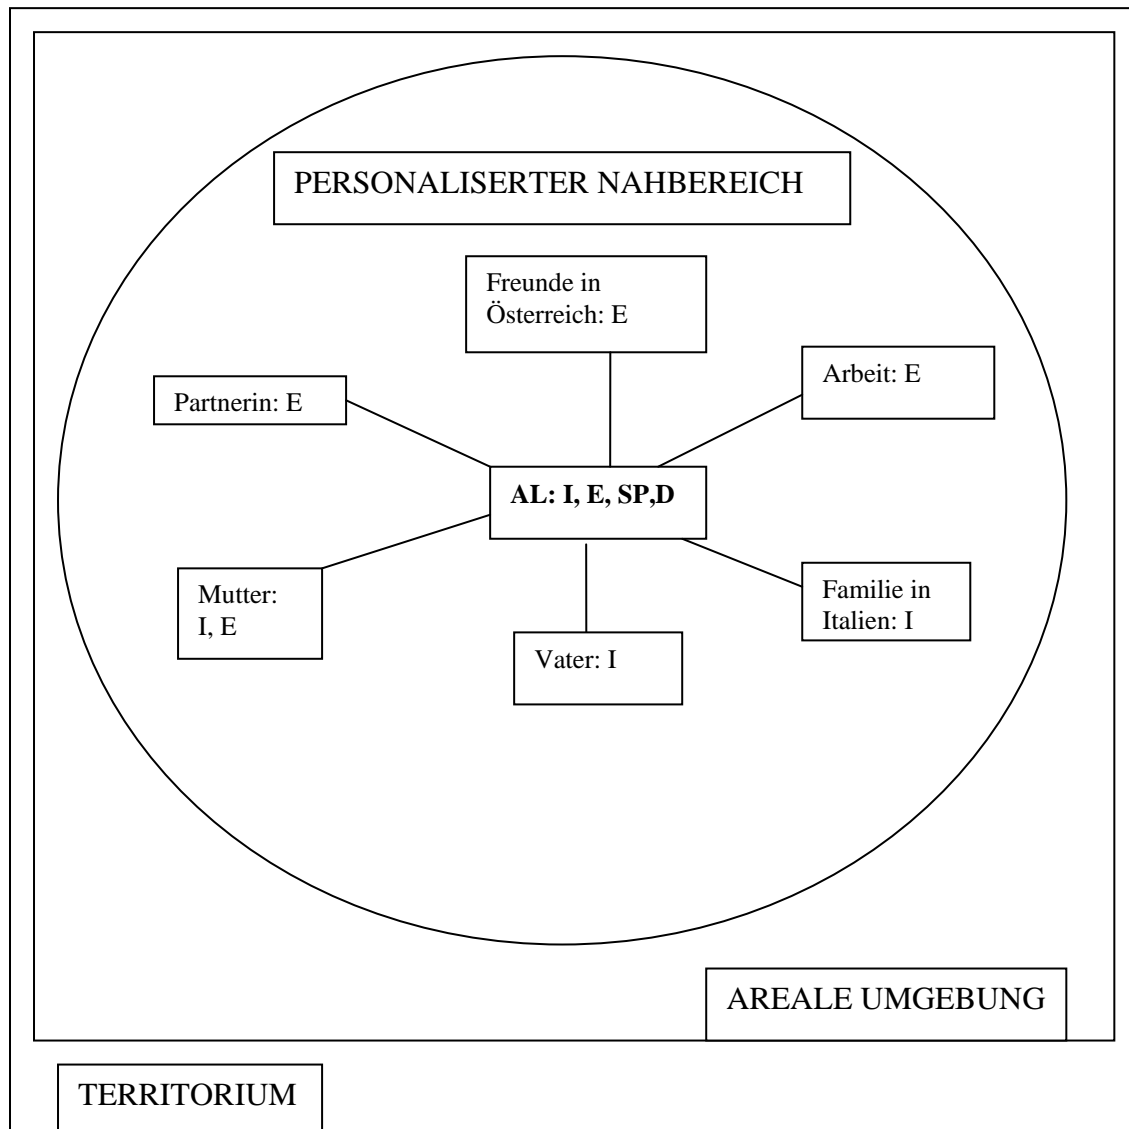 PERSONALISERTER NAHBEREICH
Freunde in
Österreich: E
Arbeit: E
Partnerin: E
AL: I, E, SP,D
Mutter:
I, E
Familie in
Italien: I
Vater: I
AREALE UMGEBUNG
TERRITORIUM